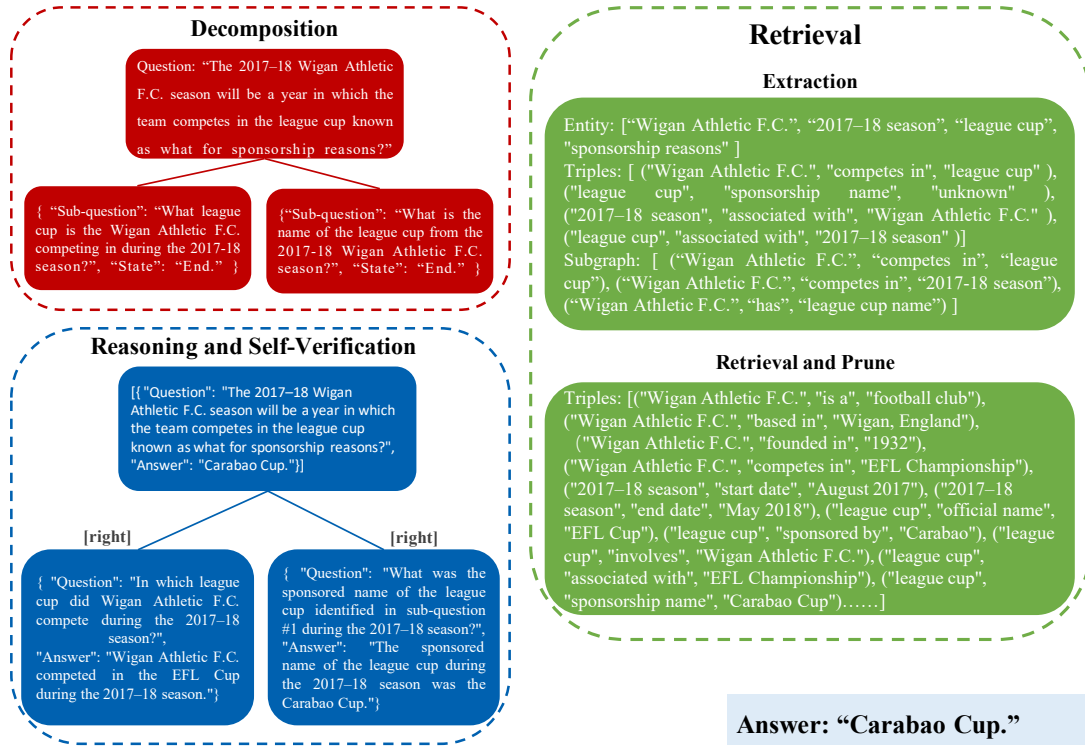 Decomposition
Question: “The 2017–18 Wigan Athletic
F.C. season will be a year in which the
team competes in the league cup known
as what for sponsorship reasons?”
{ “Sub-question”: “What league
cup is the Wigan Athletic F.C.
competing in during the 2017-18
season?”, “State”: “End.” }
{“Sub-question”: “What is the
name of the league cup from the
2017-18 Wigan Athletic F.C.
season?”, “State”: “End.” }
Reasoning and Self-Verification
[{ "Question": "The 2017–18 Wigan
Athletic F.C. season will be a year in which
the team competes in the league cup
known as what for sponsorship reasons?",
"Answer": "Carabao Cup."}]
[right]
[right]
{ "Question": "In which league
cup did Wigan Athletic F.C.
compete during the 2017–18
season?",
"Answer": "Wigan Athletic F.C.
competed in the EFL Cup
during the 2017–18 season."}
{ "Question": "What was the
sponsored name of the league
cup identified in sub-question
#1 during the 2017–18 season?",
"Answer": "The sponsored
name of the league cup during
the 2017–18 season was the
Carabao Cup."}
Retrieval
Extraction
Entity: [“Wigan Athletic F.C.”, “2017–18 season”, “league cup”,
"sponsorship reasons" ]
Triples: [ ("Wigan Athletic F.C.", "competes in", "league cup" ),
("league cup", "sponsorship name", "unknown" ),
("2017–18 season", "associated with", "Wigan Athletic F.C." ),
("league cup", "associated with", "2017–18 season" )]
Subgraph: [ (“Wigan Athletic F.C.”, “competes in”, “league
cup”), (“Wigan Athletic F.C.”, “competes in”, “2017-18 season”),
(“Wigan Athletic F.C.”, “has”, “league cup name”) ]
Retrieval and Prune
Triples: [("Wigan Athletic F.C.", "is a", "football club"),
("Wigan Athletic F.C.", "based in", "Wigan, England"),
("Wigan Athletic F.C.", "founded in", "1932"),
("Wigan Athletic F.C.", "competes in", "EFL Championship"),
("2017–18 season", "start date", "August 2017"), ("2017–18
season", "end date", "May 2018"), ("league cup", "official name",
"EFL Cup"), ("league cup", "sponsored by", "Carabao"), ("league
cup", "involves", "Wigan Athletic F.C."), ("league cup",
"associated with", "EFL Championship"), ("league cup",
"sponsorship name", "Carabao Cup")……]
Answer: “Carabao Cup.”